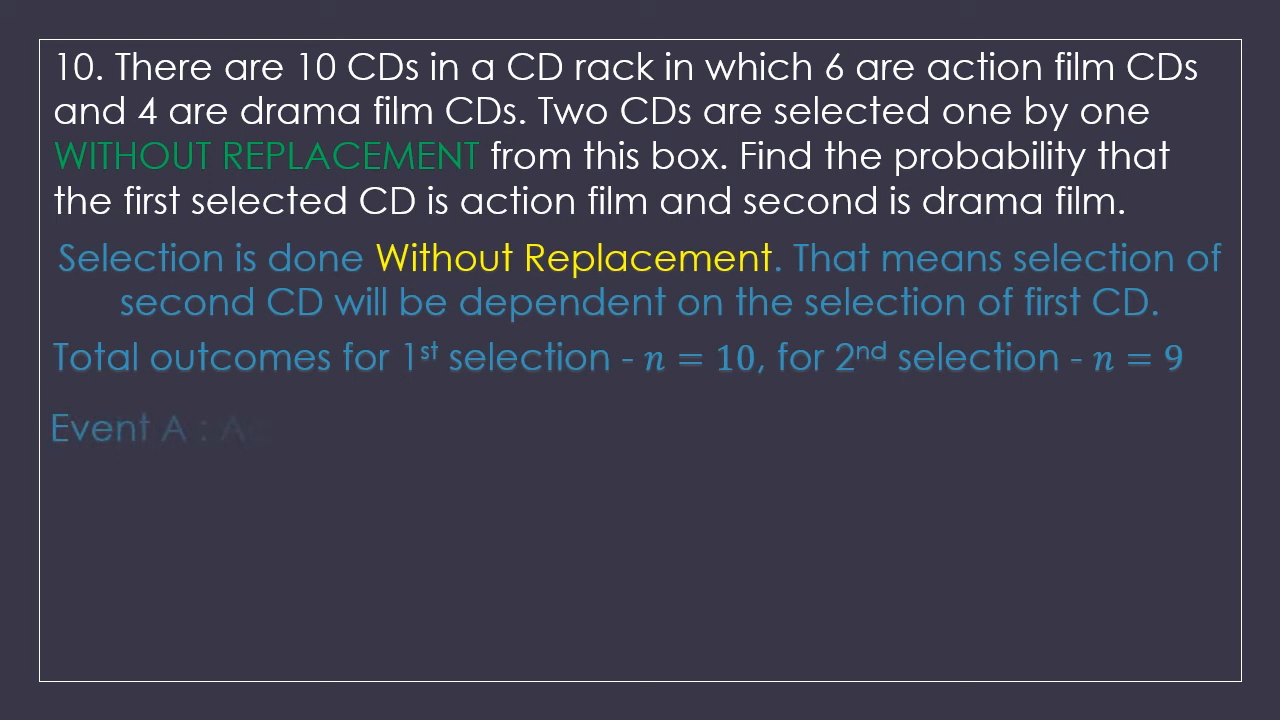 10. There are 10 CDs in a CD rack in which 6 are action film CDs
and 4 are drama film CDs. Two CDs are selected one by one
WITHOUT REPLACEMENT from this box. Find the probability that
the first selected CD is action film and second is drama film.
Selection is done Without Replacement. That means selection of
second CD will be dependent on the selection of first CD.
Total outcomes for 1st selection - n = 10, for 2nd selection - n = 9
Event A :